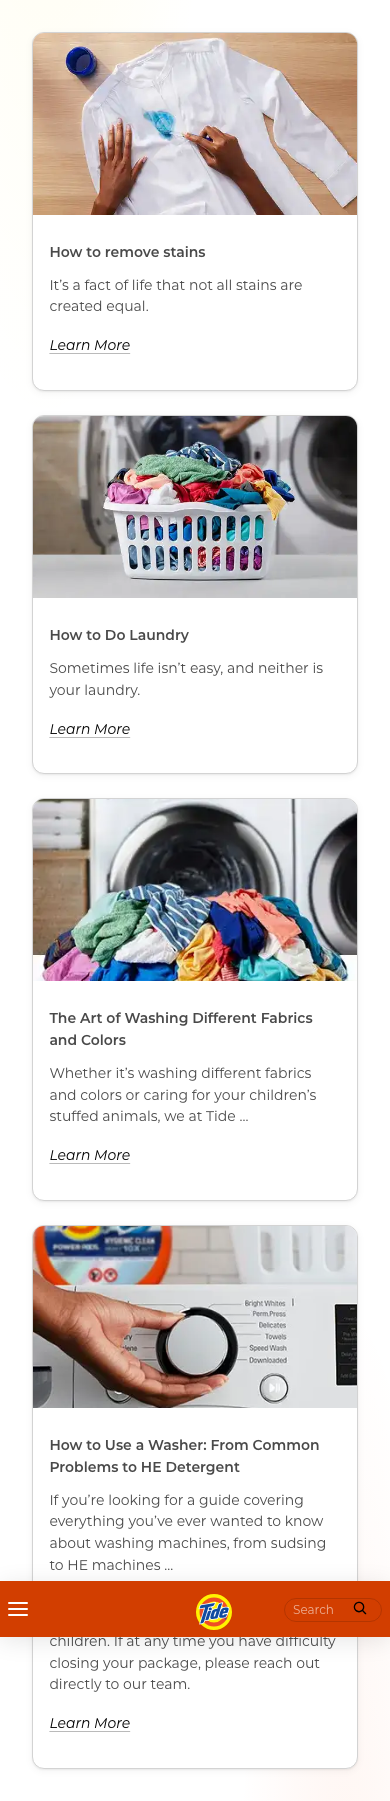 How to remove stains
It’s a fact of life that not all stains are
created equal.
Learn More
How to Do Laundry
Sometimes life isn’t easy, and neither is
your laundry.
Learn More
The Art of Washing Different Fabrics
and Colors
Whether it’s washing different fabrics
and colors or caring for your children’s
stuffed animals, we at Tide ...
Learn More
POWER PODS
HYGIENIC CLEAN
10X
Bright Whites
Perm.Press
Delicates
Towels
Speed Wash
Downloaded
How to Use a Washer: From Common
Problems to HE Detergent
If you’re looking for a guide covering
everything you’ve ever wanted to know
about washing machines, from sudsing
to HE machines ...
Tide
Search
children. If at any time you have difficulty
closing your package, please reach out
directly to our team.
Learn More